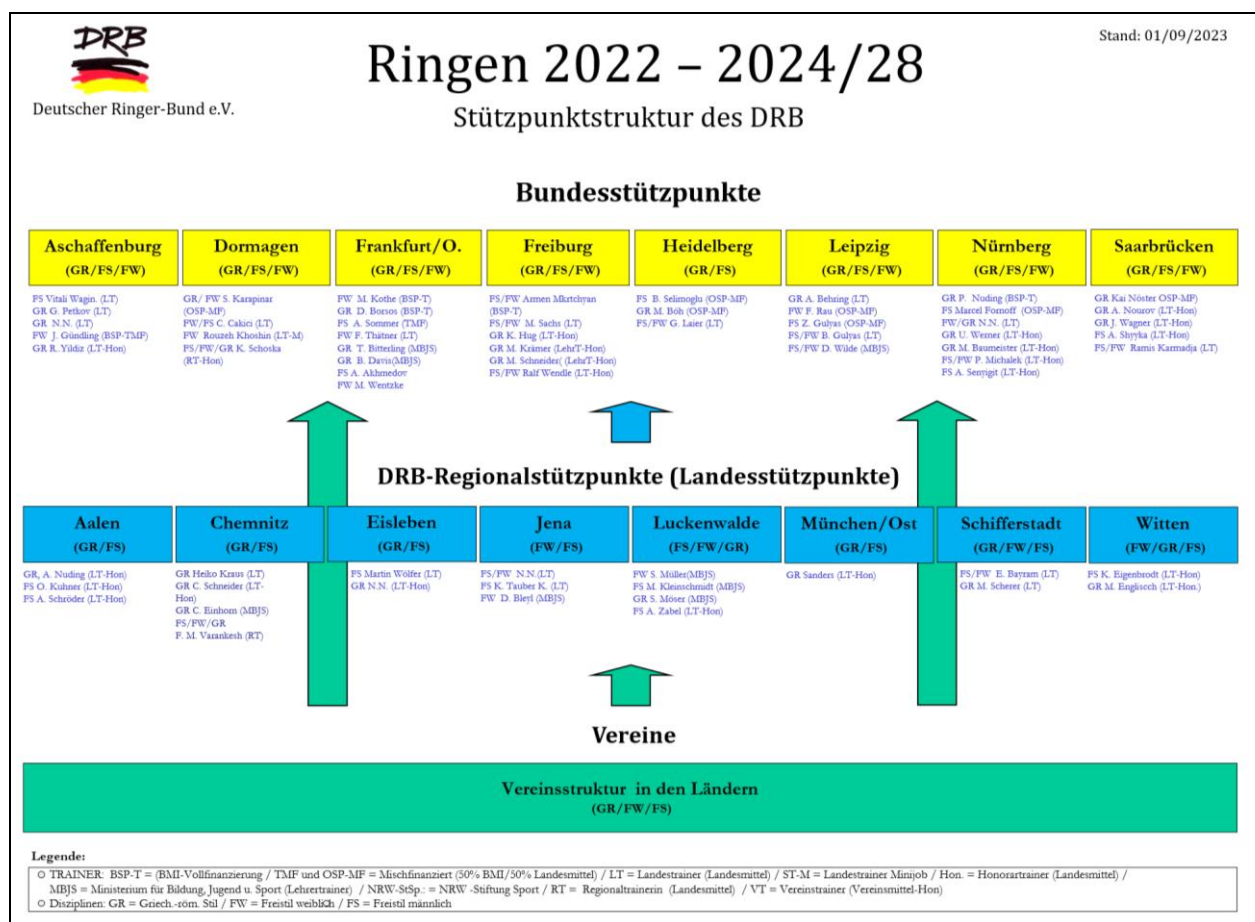 DRB
Deutscher Ringer-Bund e.V.
Stand: 01/09/2023
Ringen 2022 – 2024/28
Stützpunktstruktur des DRB
Bundesstützpunkte
Aschaffenburg
(GR/FS/FW)
FS Vitali Wagin. (LT)
GR G. Petkov (LT)
GR N.N. (LT)
FW J. Gündling (BSP-TMF)
GR R. Yildiz (LT-Hon)
Dormagen
(GR/FS/FW)
GR/ FW S. Karapinar
(OSP-MF)
FW/FS C. Cakici (LT)
FW Rouzeh Khoshin (LT-M)
FS/FW/GR K. Schoska
(RT-Hon)
Frankfurt/O.
(GR/FS/FW)
FW M. Kothe (BSP-T)
GR D. Borsos (BSP-T)
FS A. Sommer (TMF)
FW F. Thätner (LT)
GR T. Bitterling (MBJS)
GR B. Davis(MBJS)
FS A. Akhmedov
FW M. Wentzke
Freiburg
(GR/FS/FW)
FS/FW Armen Mkrtchyan
(BSP-T)
FS/FW M. Sachs (LT)
GR K. Hug (LT-Hon)
GR M. Krämer (LehrT-Hon)
GR M. Schneider( (LehrT-Hon)
FS/FW Ralf Wendle (LT-Hon)
Heidelberg
(GR/FS)
FS B. Selimoglu (OSP-MF)
GR M. Böh (OSP-MF)
FS/FW G. Laier (LT)
Leipzig
(GR/FS/FW)
GR A. Behring (LT)
FW F. Rau (OSP-MF)
FS Z. Gulyas (OSP-MF)
FS/FW B. Gulyas (LT)
FS/FW D. Wilde (MBJS)
Nürnberg
(GR/FS/FW)
GR P. Nuding (BSP-T)
FS Marcel Fornoff (OSP-MF)
FW/GR N.N. (LT)
GR U. Werner (LT-Hon)
GR M. Baumeister (LT-Hon)
FS/FW P. Michalek (LT-Hon)
FS A. Senyigit (LT-Hon)
Saarbrücken
(GR/FS/FW)
GR Kai Nöster OSP-MF)
GR A. Nourov (LT-Hon)
GR J. Wagner (LT-Hon)
FS A. Shyyka (LT-Hon)
FS/FW Ramis Karmadja (LT)
DRB-Regionalstützpunkte (Landesstützpunkte)
Aalen
(GR/FS)
GR, A. Nuding (LT-Hon)
FS O. Kuhner (LT-Hon)
FS A. Schröder (LT-Hon)
Chemnitz
(GR/FS)
GR Heiko Kraus (LT)
GR C. Schneider (LT-
Hon)
GR C. Einhorn (MBJS)
FS/FW/GR
F. M. Varankesh (RT)
Eisleben
(GR/FS)
FS Martin Wölfer (LT)
GR N.N. (LT-Hon)
Jena
(FW/FS)
FS/FW N.N.(LT)
FS K. Tauber K. (LT)
FW D. Bleyl (MBJS)
Luckenwalde
(FS/FW/GR)
FW S. Müller(MBJS)
FS M. Kleinschmidt (MBJS)
GR S. Möser (MBJS)
FS A. Zabel (LT-Hon)
München/Ost
(GR/FS)
GR Sanders (LT-Hon)
Schifferstadt
(GR/FW/FS)
FS/FW E. Bayram (LT)
GR M. Scherer (LT)
Witten
(FW/GR/FS)
FS K. Eigenbrodt (LT-Hon)
GR M. Engliscch (LT-Hon.)
Vereine
Vereinsstruktur in den Ländern
(GR/FW/FS)
Legende:
O TRAINER: BSP-T = (BMI-Vollfinanzierung / TMF und OSP-MF = Mischfinanziert (50% BMI/50% Landesmittel) / LT = Landestrainer (Landesmittel) / ST-M = Landestrainer Minijob / Hon. = Honorartrainer (Landesmittel) /
MBJS = Ministerium für Bildung, Jugend u. Sport (Lehrertrainer) / NRW-StSp.: = NRW -Stiftung Sport / RT = Regionaltrainerin (Landesmittel) / VT = Vereinstrainer (Vereinsmittel-Hon)
O Disziplinen: GR = Griech.-röm. Stil / FW = Freistil weiblich / FS = Freistil männlich